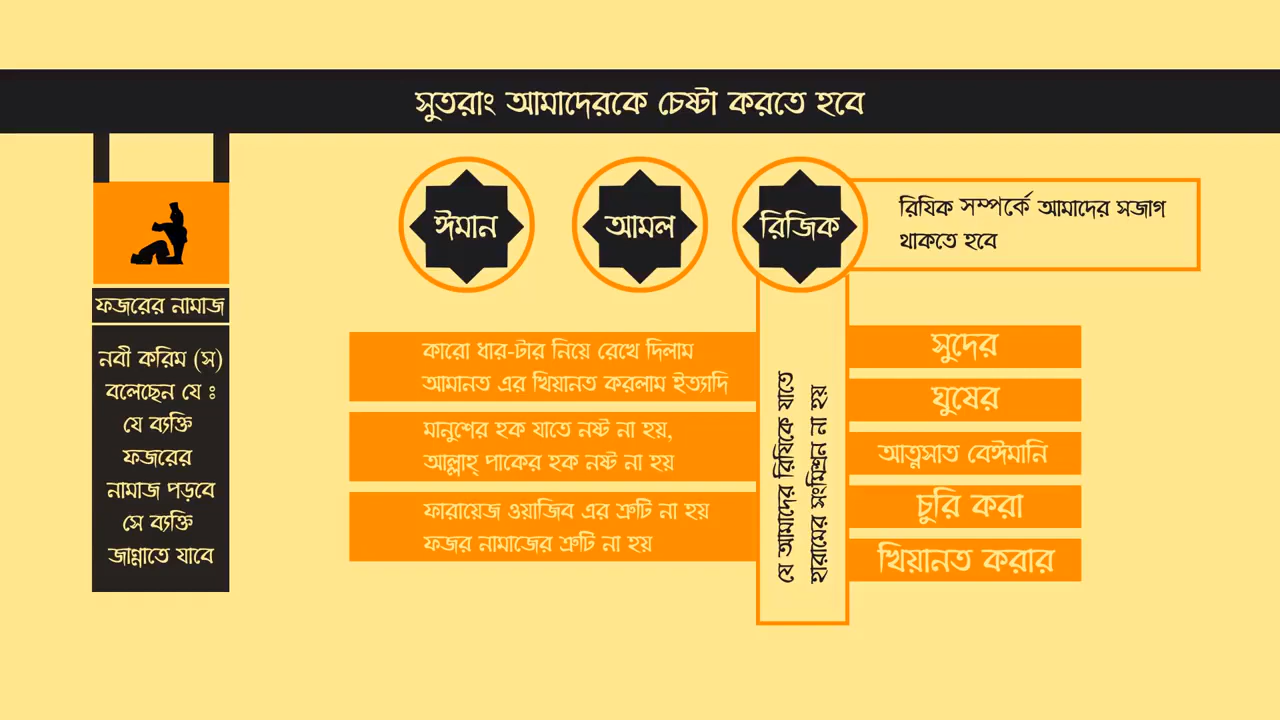 সুতরাং আমাদেরকে চেষ্টা করতে হবে
ফজরের নামাজ
নবী করিম (স)
বলেছেন যে ঃ
যে ব্যক্তি
ফজরের
নামাজ পড়বে
সে ব্যক্তি
জান্নাতে যাবে
ঈমান
আমল
রিজিক
রিযিক সম্পর্কে আমাদের সজাগ
থাকতে হবে
কারো ধার-টার নিয়ে রেখে দিলাম
আমানত এর খিয়ানত করলাম ইত্যাদি
মানুশের হক যাতে নষ্ট না হয়,
আল্লাহ্ পাকের হক নষ্ট না হয়
ফারায়েজ ওয়াজিব এর ত্রুটি না হয়
ফজর নামাজের ত্রুটি না হয়
যে আমাদের রিযিকে যাতে
হারামের সংমিশ্রন না হয়
সুদের
ঘুষের
আত্নসাত বেঈমানি
চুরি করা
খিয়ানত করার